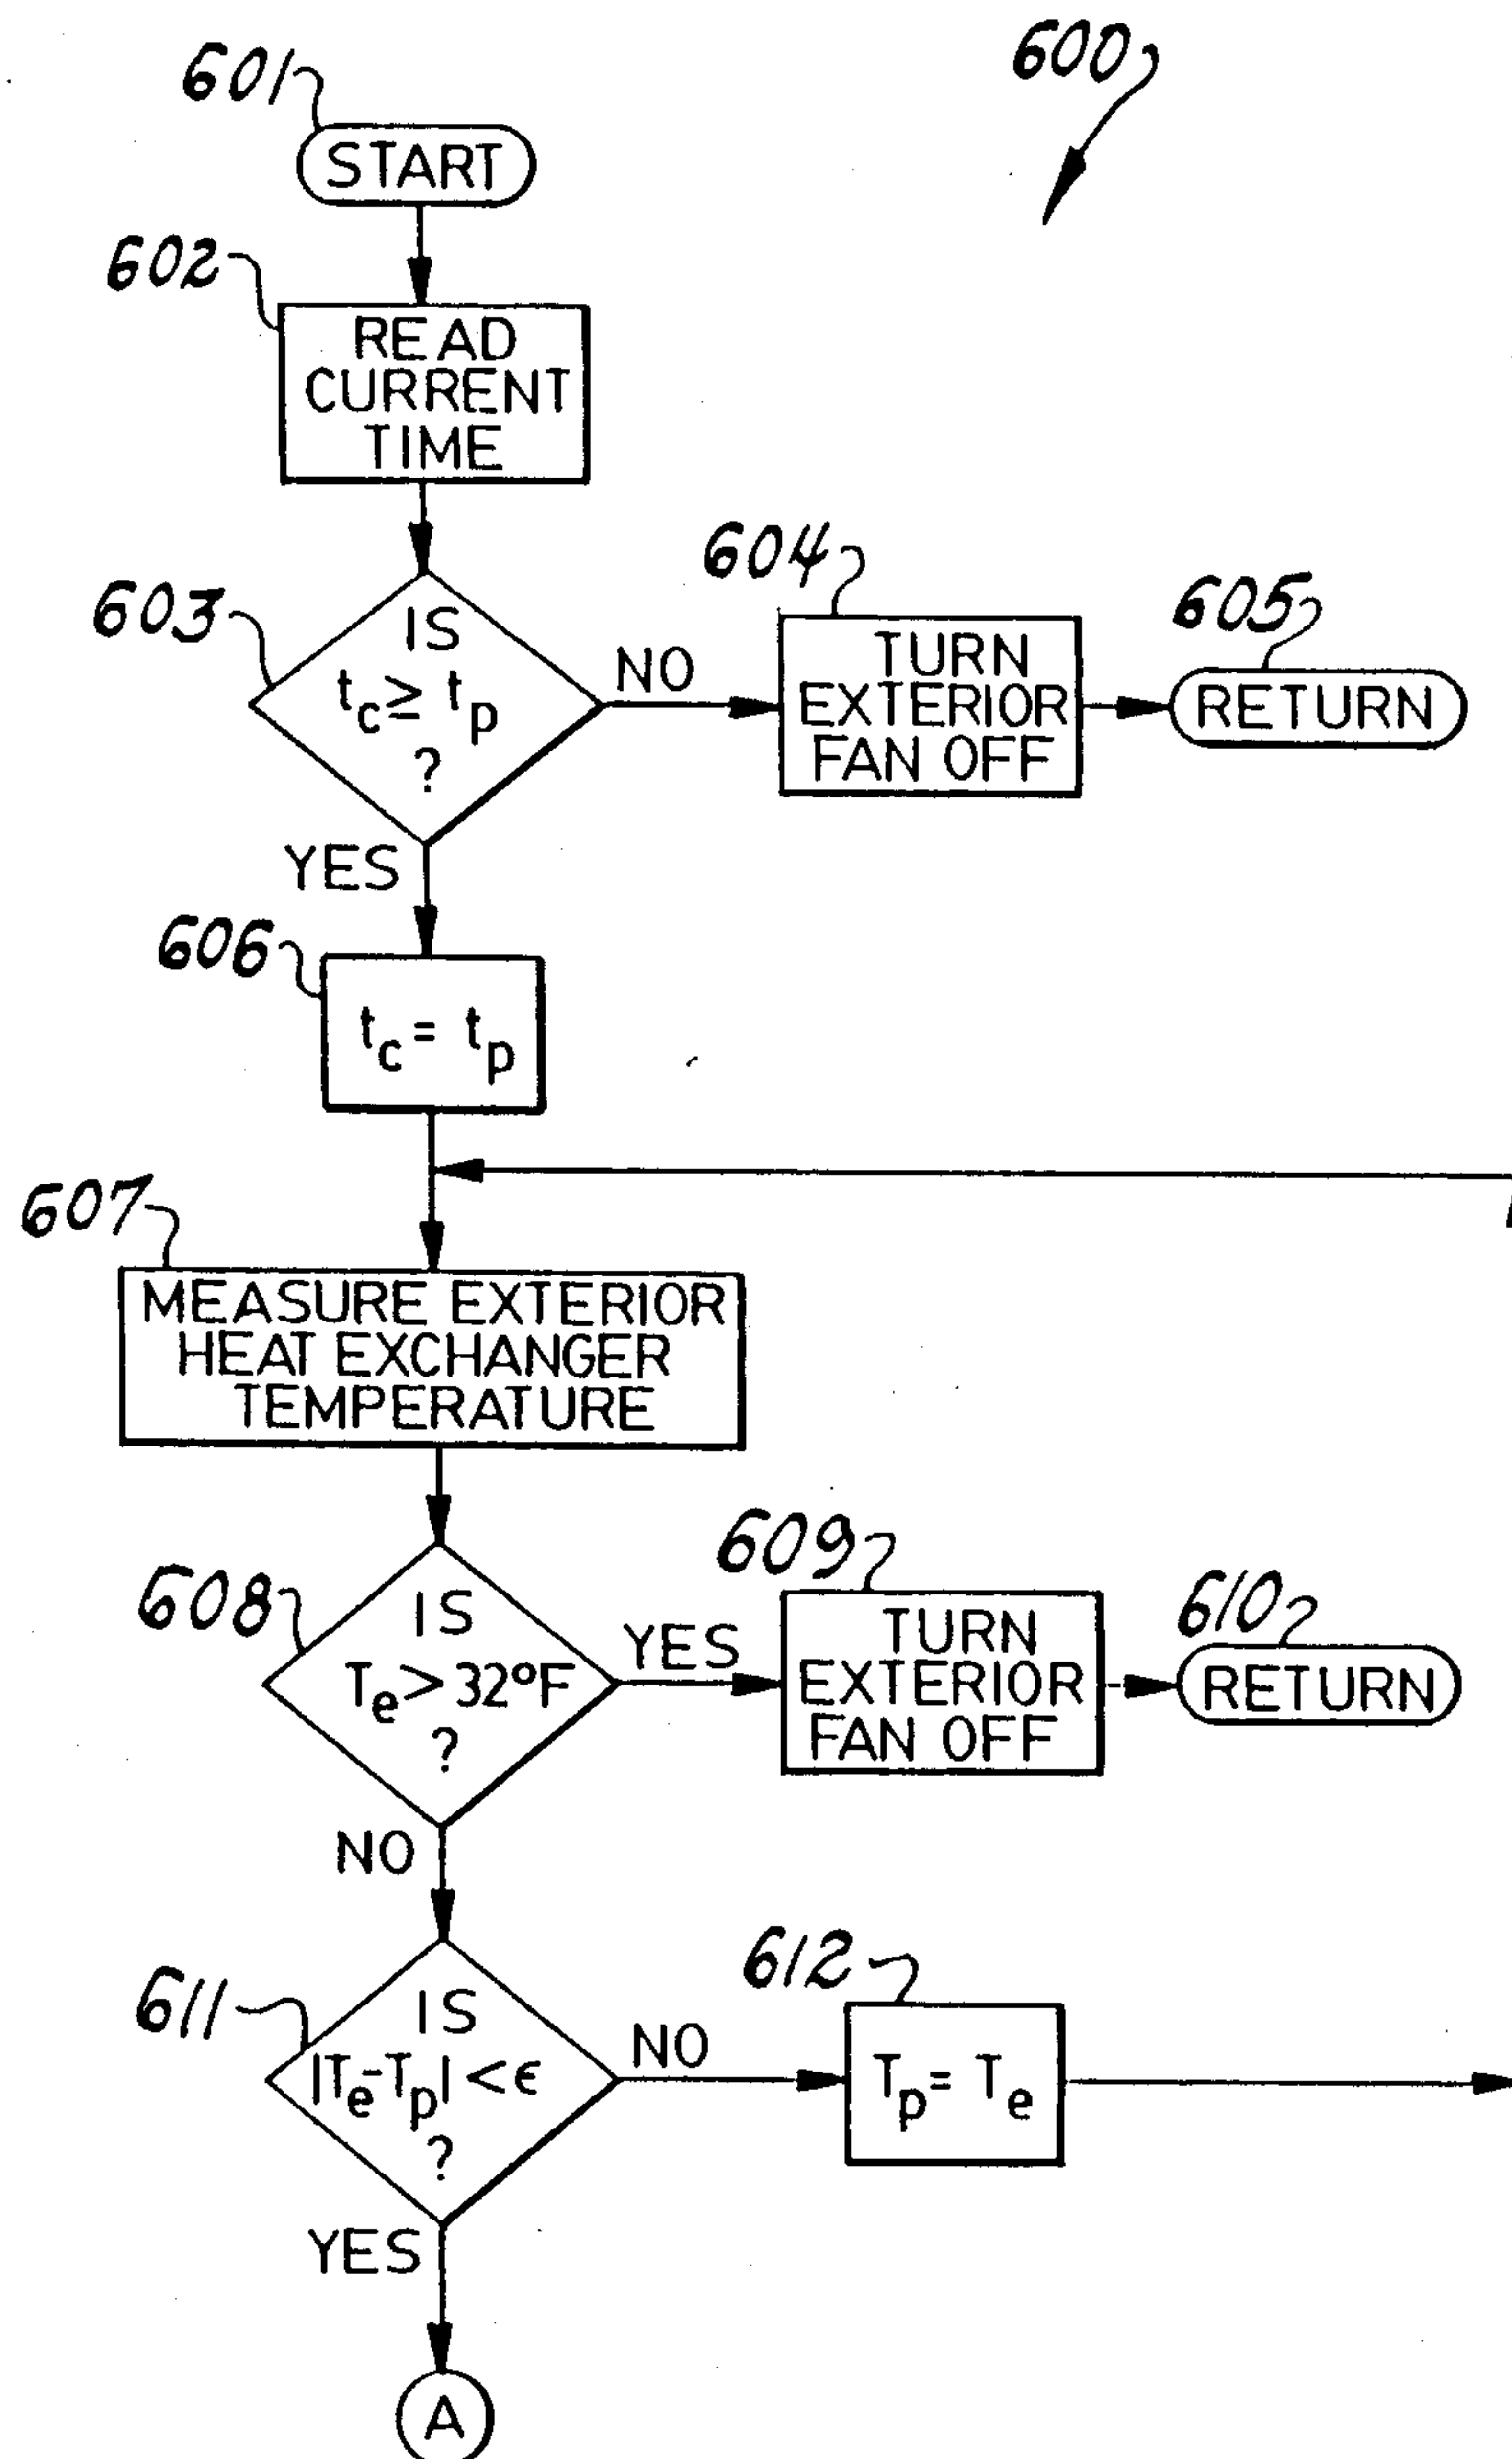 600
601
START
602
READ
CURRENT
TIME
603
IS
t_c ≥ t_p
?
NO
604
TURN
EXTERIOR
FAN OFF
605
RETURN
YES
606
t_c = t_p
607
MEASURE EXTERIOR
HEAT EXCHANGER
TEMPERATURE
608
IS
T_e > 32°F
?
YES
609
TURN
EXTERIOR
FAN OFF
610
RETURN
NO
611
IS
|T_e-T_p| < ϵ
?
NO
612
T_p = T_e
YES
A